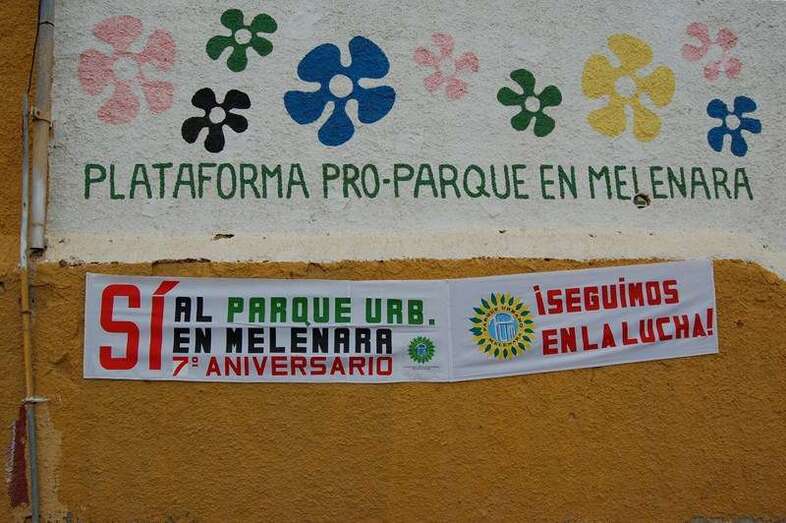 PLATAFORMA PRO-PARQUE EN MELENARA
SÍ AL PARQUE URB.
EN MELENARA
7º ANIVERSARIO
¡SEGUIMOS
EN LA LUCHA!